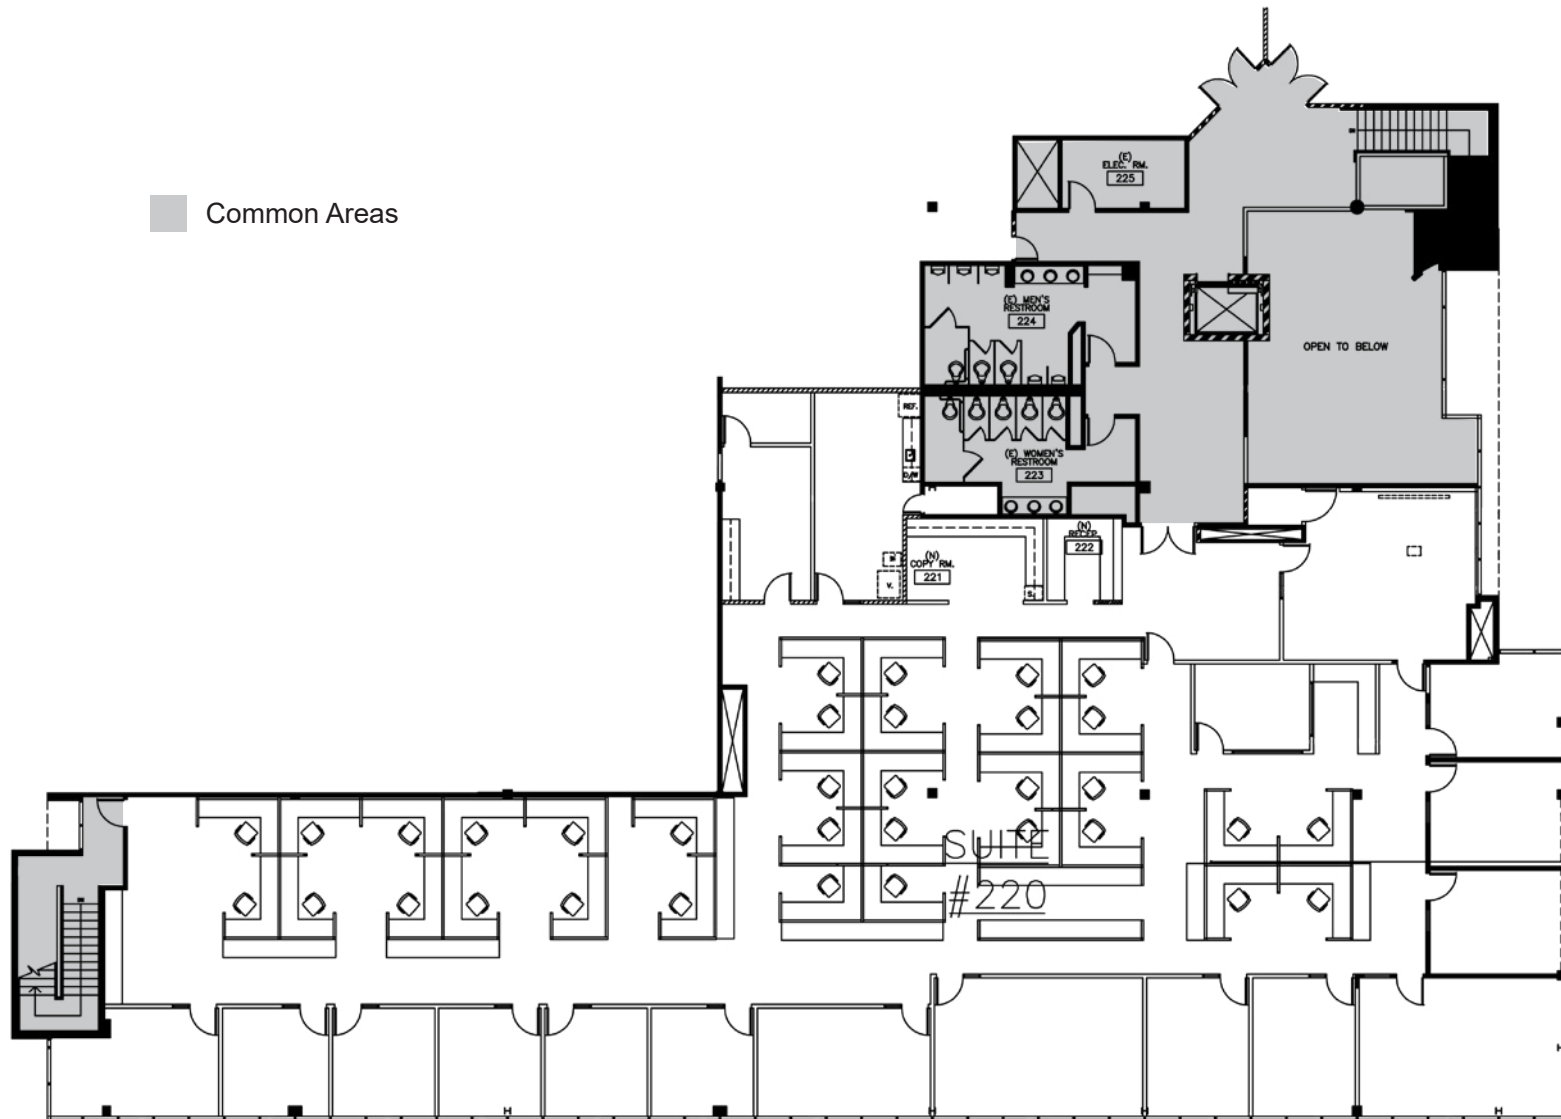 (E)
ELEC. RM.
225
Common Areas
(E) MEN'S
RESTROOM
224
OPEN TO BELOW
REF.
D/W
(E) WOMEN'S
RESTROOM
223
(N)
RECEP.
222
(N)
COPY RM.
221
V.
S.
SUITE
#220